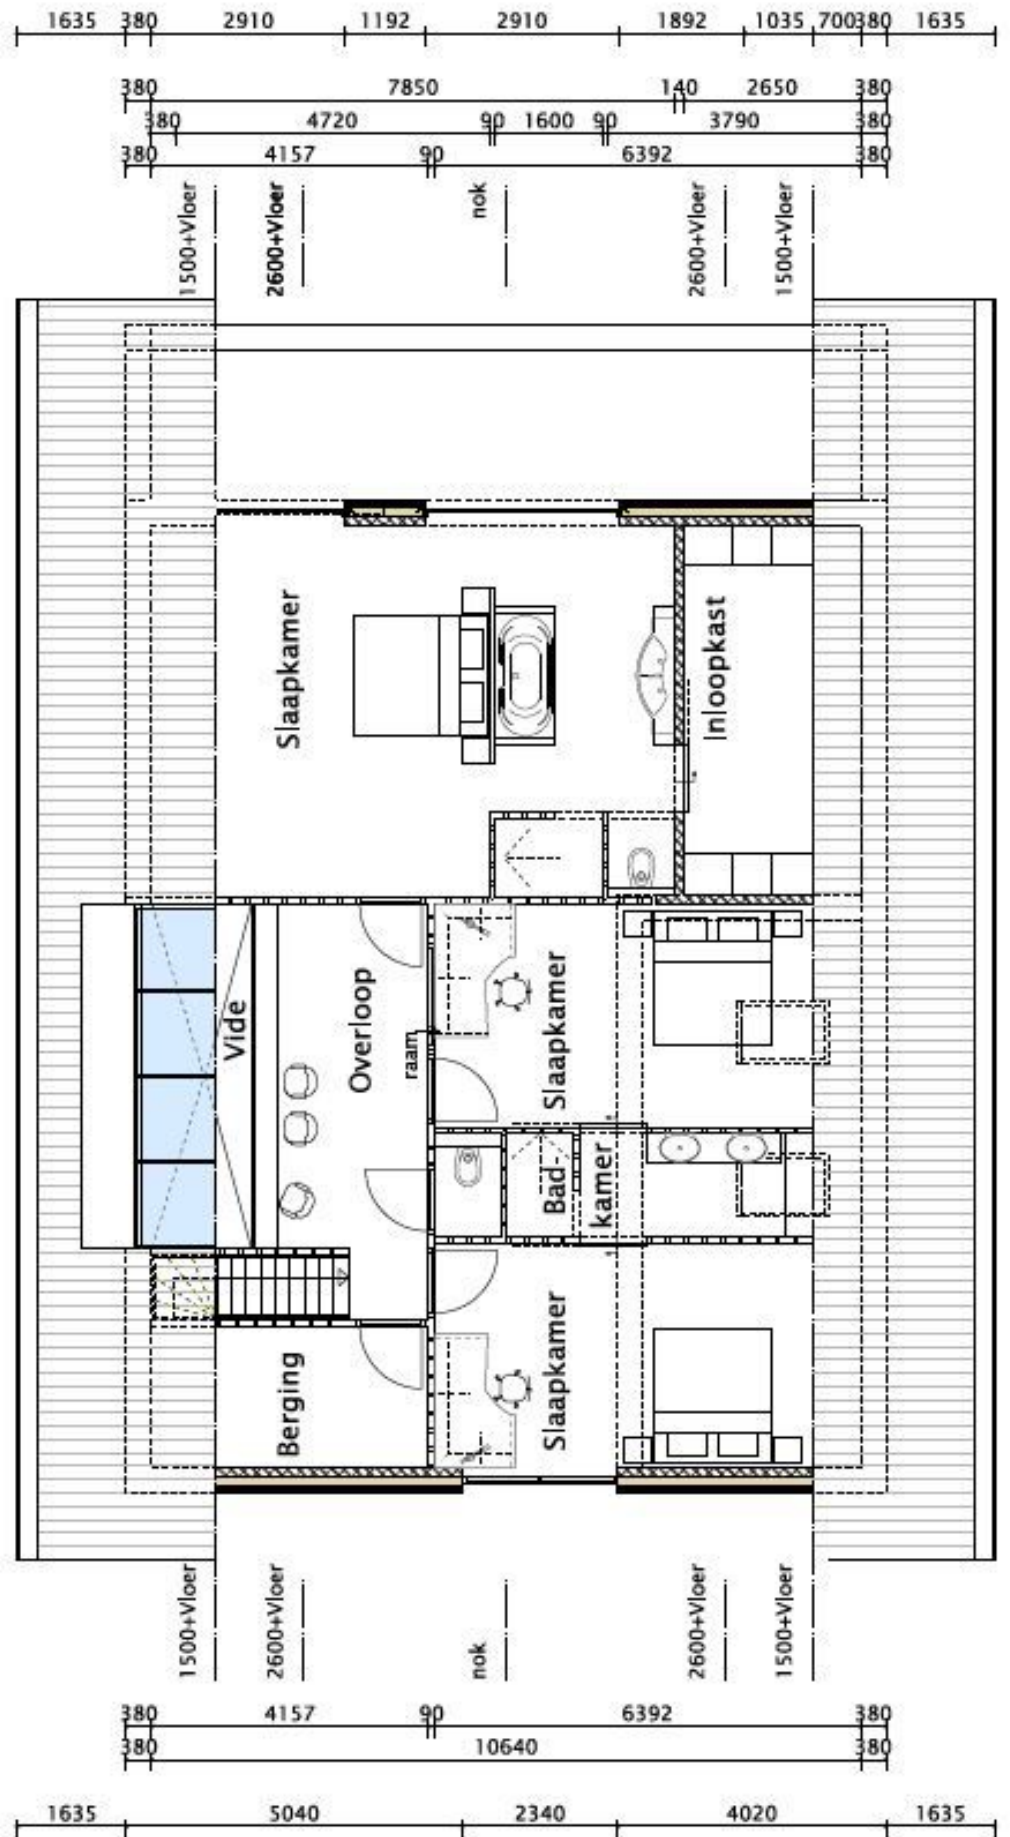 1635 380 2910 1192 2910 1892 1035 700 380 1635
380 7850 140 2650 380
380 4720 90 1600 90 3790 380
380 4157 90 6392 380
1500+Vloer 2600+Vloer nok 2600+Vloer 1500+Vloer
Slaapkamer
Inloopkast
Vide
Overloop
raam
Slaapkamer
Bad
kamer
Berging
Slaapkamer
1500+Vloer 2600+Vloer nok 2600+Vloer 1500+Vloer
380 4157 90 6392 380
380 10640 380
1635 5040 2340 4020 1635